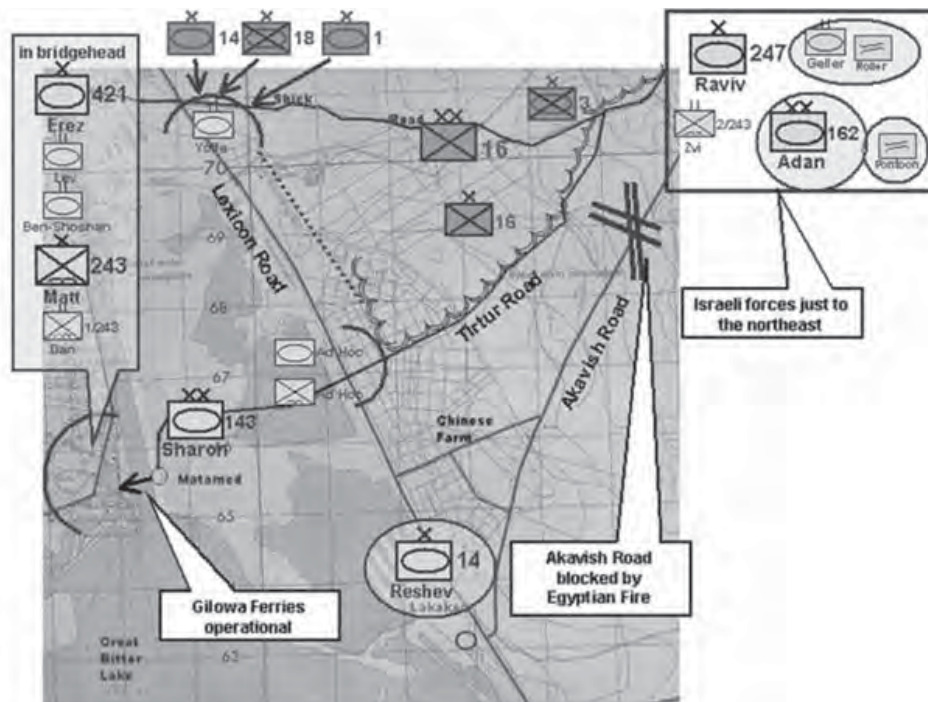 in bridgehead
421
Erez
Lev
Ben-Shoshan
243
Matt
1/243
Dan
14
18
1
Yoffe
Shick
Road
3
16
16
247
Raviv
Geller
Roller
2/243
Zvi
162
Adan
Pontoon
Israeli forces just to
the northeast
70
69
68
67
65
63
Lexicon Road
Tirtur Road
Akavish Road
Ad Hoc
Ad Hoc
143
Sharon
Matamed
Chinese
Farm
14
Reshev
Lakekan
Akavish Road
blocked by
Egyptian Fire
Gilowa Ferries
operational
Great
Bitter
Lake